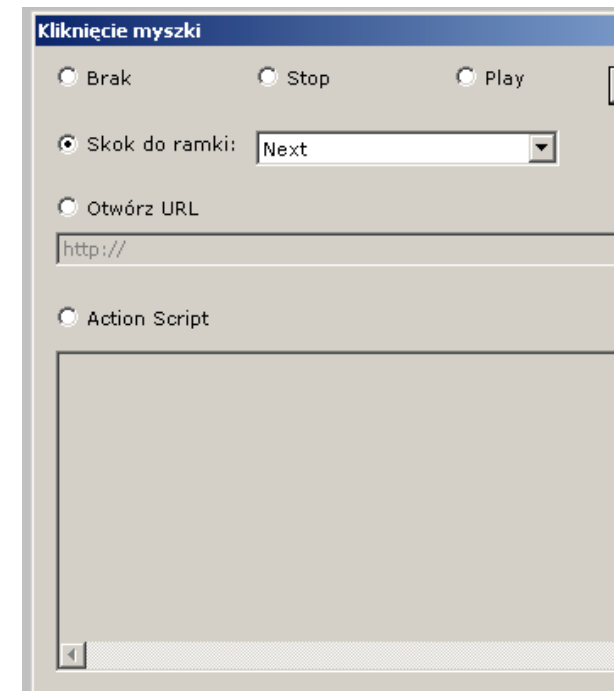 Kliknięcie myszki
Brak Stop Play
Skok do ramki: Next
Otwórz URL
http://
Action Script